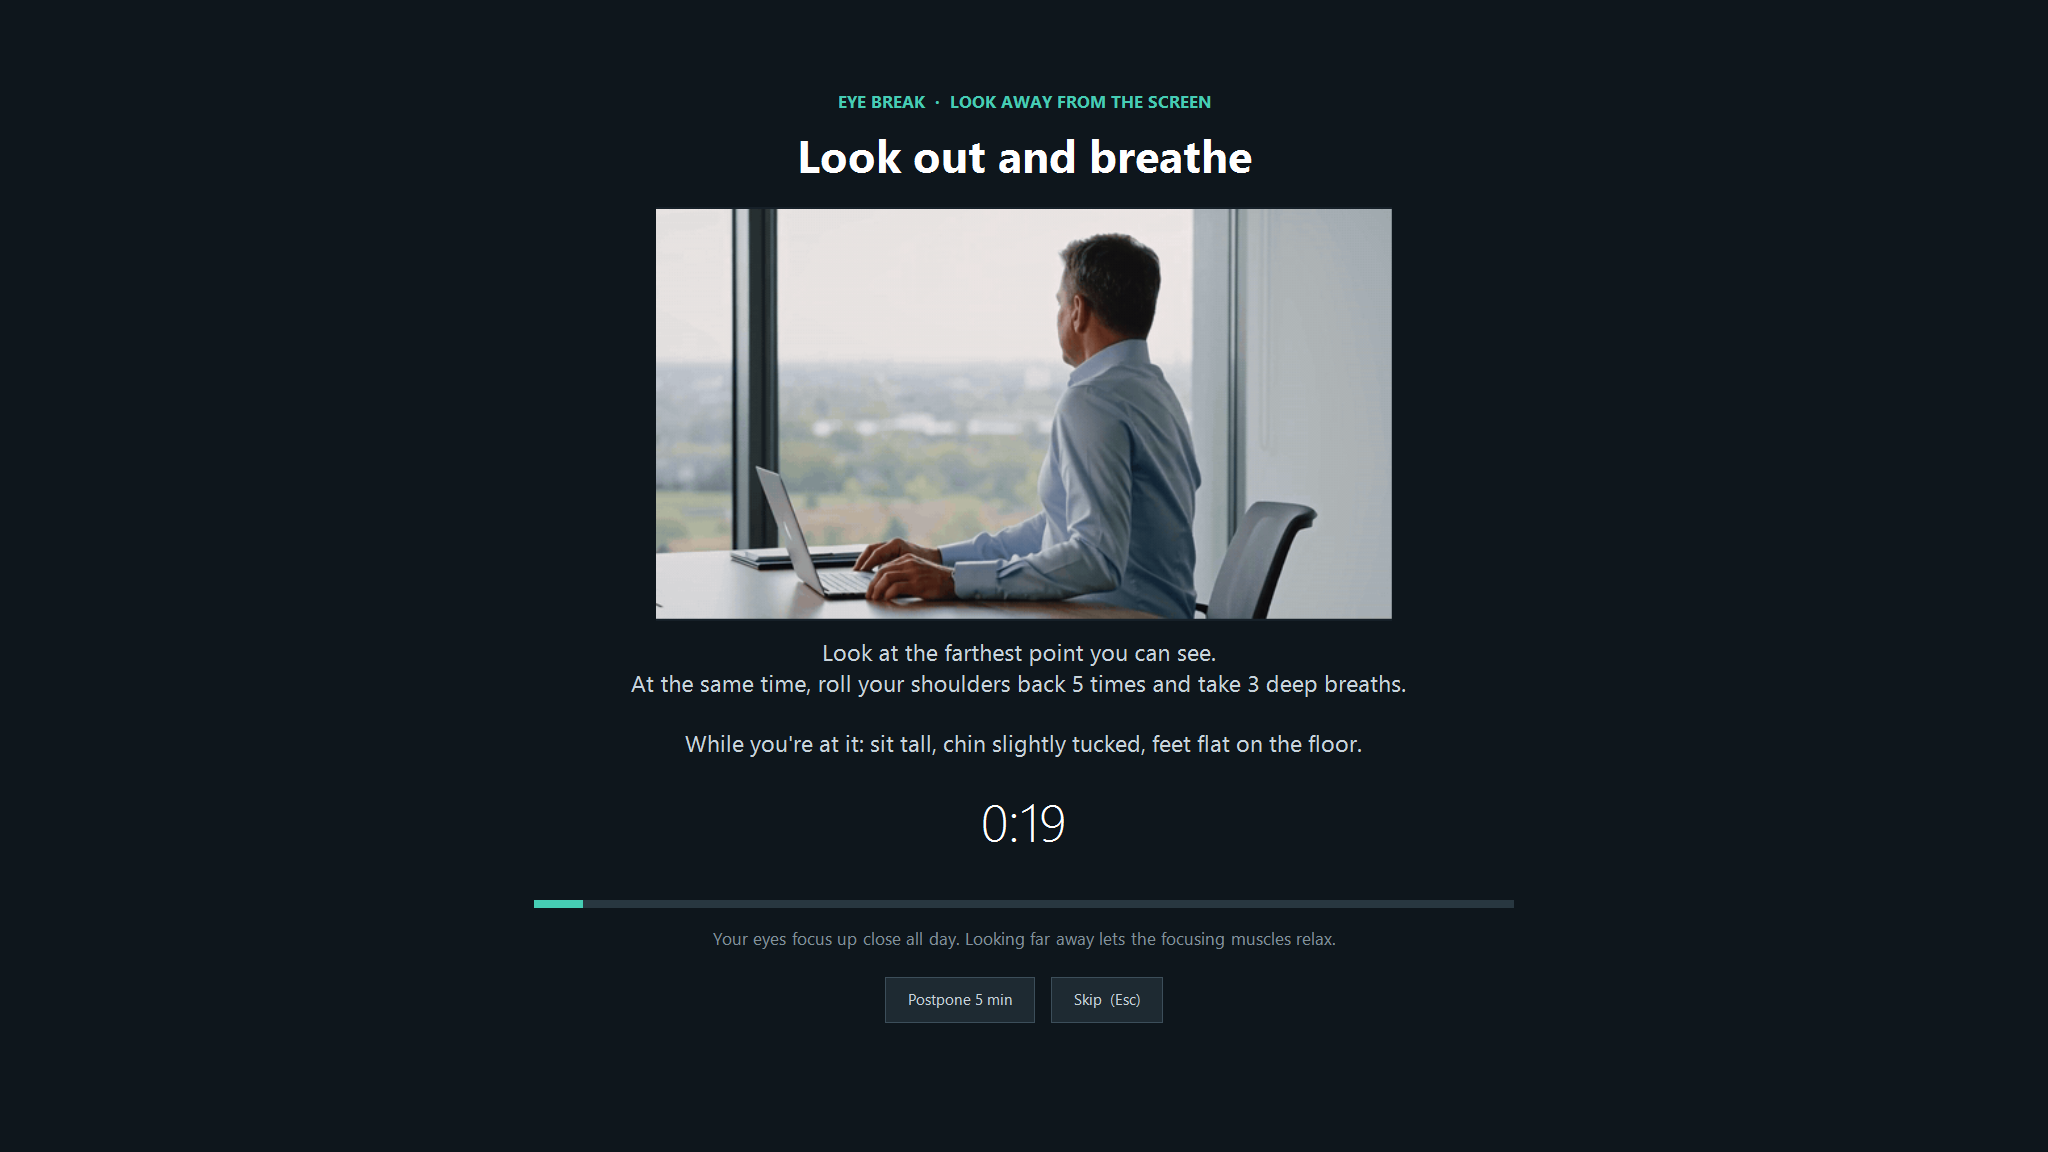 EYE BREAK · LOOK AWAY FROM THE SCREEN
Look out and breathe
Look at the farthest point you can see.
At the same time, roll your shoulders back 5 times and take 3 deep breaths.
While you're at it: sit tall, chin slightly tucked, feet flat on the floor.
0:19
Your eyes focus up close all day. Looking far away lets the focusing muscles relax.
Postpone 5 min
Skip (Esc)